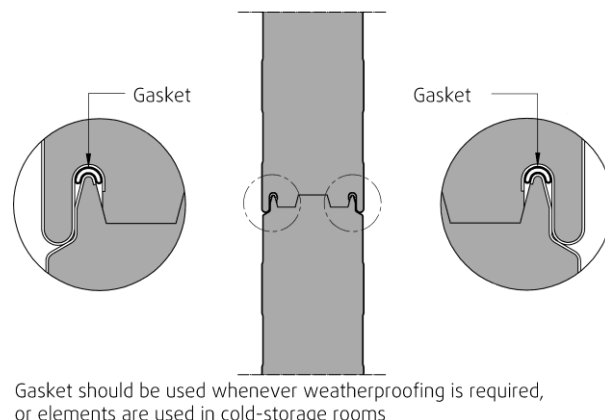 Gasket
Gasket
Gasket should be used whenever weatherproofing is required,
or elements are used in cold-storage rooms